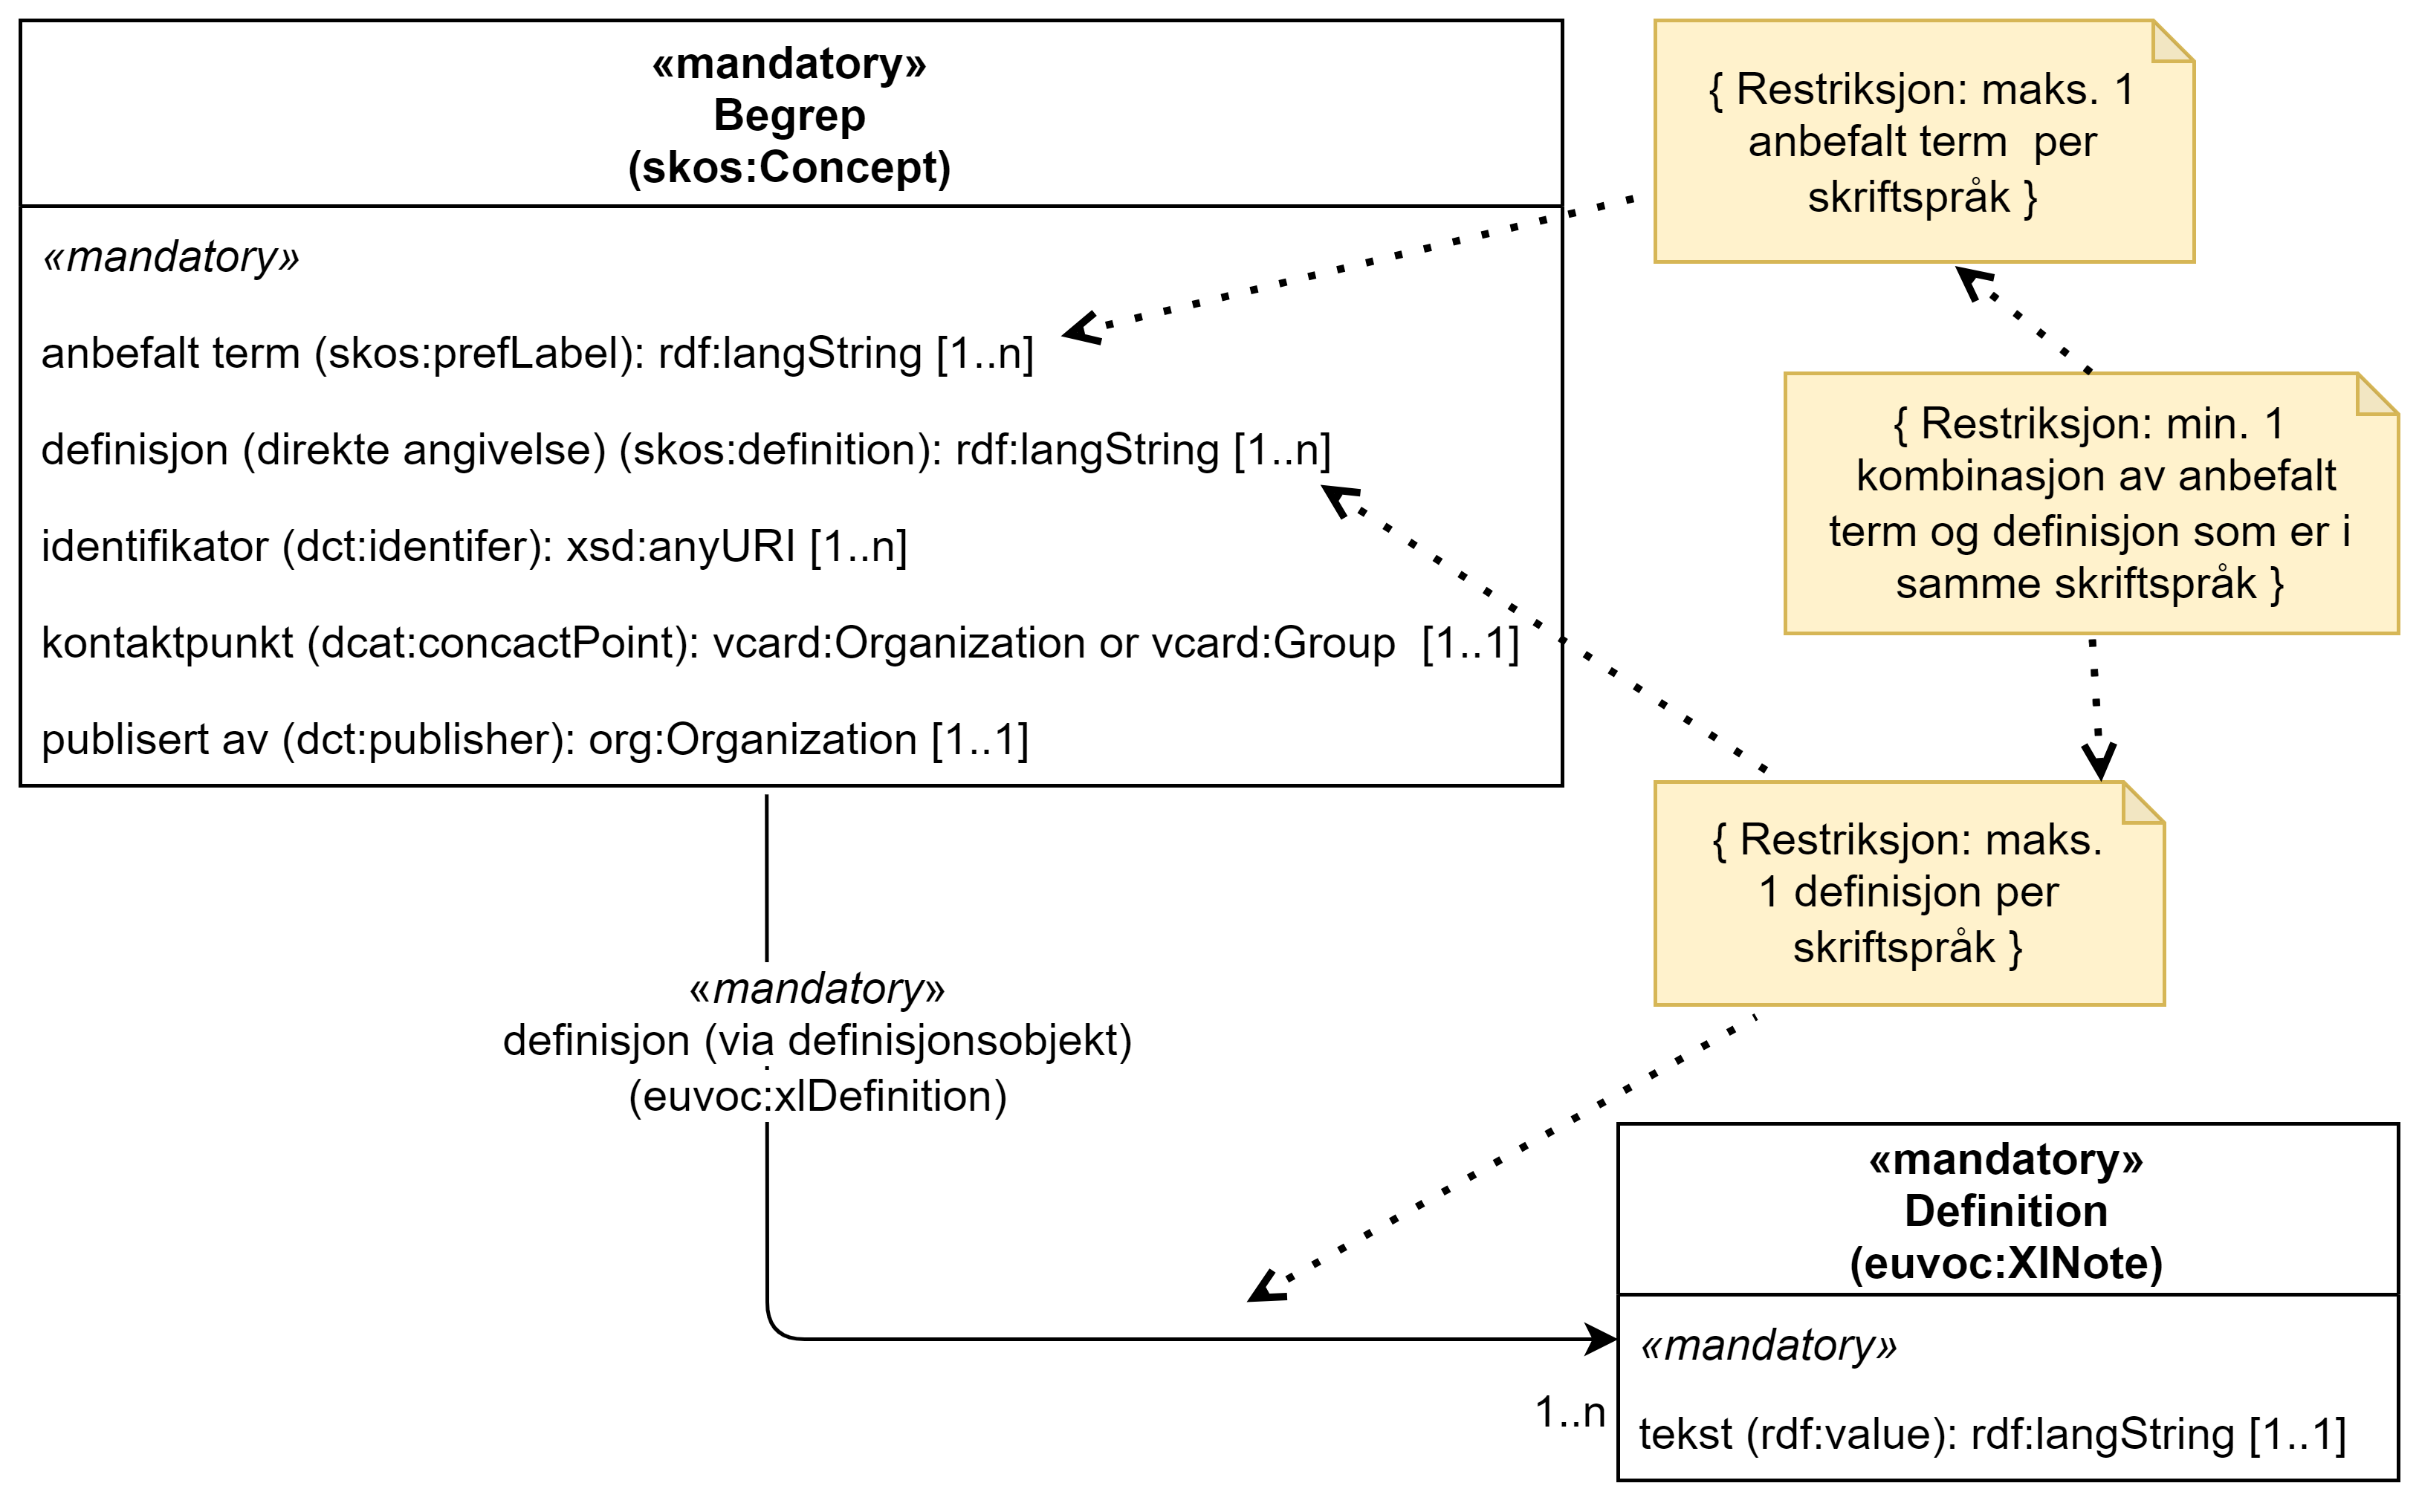 «mandatory»
Begrep
(skos:Concept)
«mandatory»
anbefalt term (skos:prefLabel): rdf:langString [1..n]
definisjon (direkte angivelse) (skos:definition): rdf:langString [1..n]
identifikator (dct:identifer): xsd:anyURI [1..n]
kontaktpunkt (dcat:concactPoint): vcard:Organization or vcard:Group [1..1]
publisert av (dct:publisher): org:Organization [1..1]
{ Restriksjon: maks. 1
anbefalt term per
skriftspråk }
{ Restriksjon: min. 1
kombinasjon av anbefalt
term og definisjon som er i
samme skriftspråk }
{ Restriksjon: maks.
1 definisjon per
skriftspråk }
«mandatory»
definisjon (via definisjonsobjekt)
(euvoc:xlDefinition)
1..n
«mandatory»
Definition
(euvoc:XlNote)
«mandatory»
tekst (rdf:value): rdf:langString [1..1]